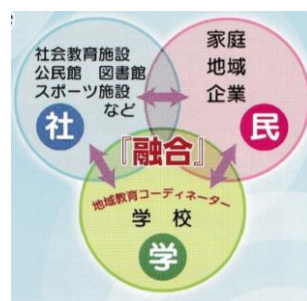 社会教育施設
公民館 図書館
スポーツ施設
など
社
家庭
地域
企業
民
『融合』
地域教育コーディネーター
学 校
学